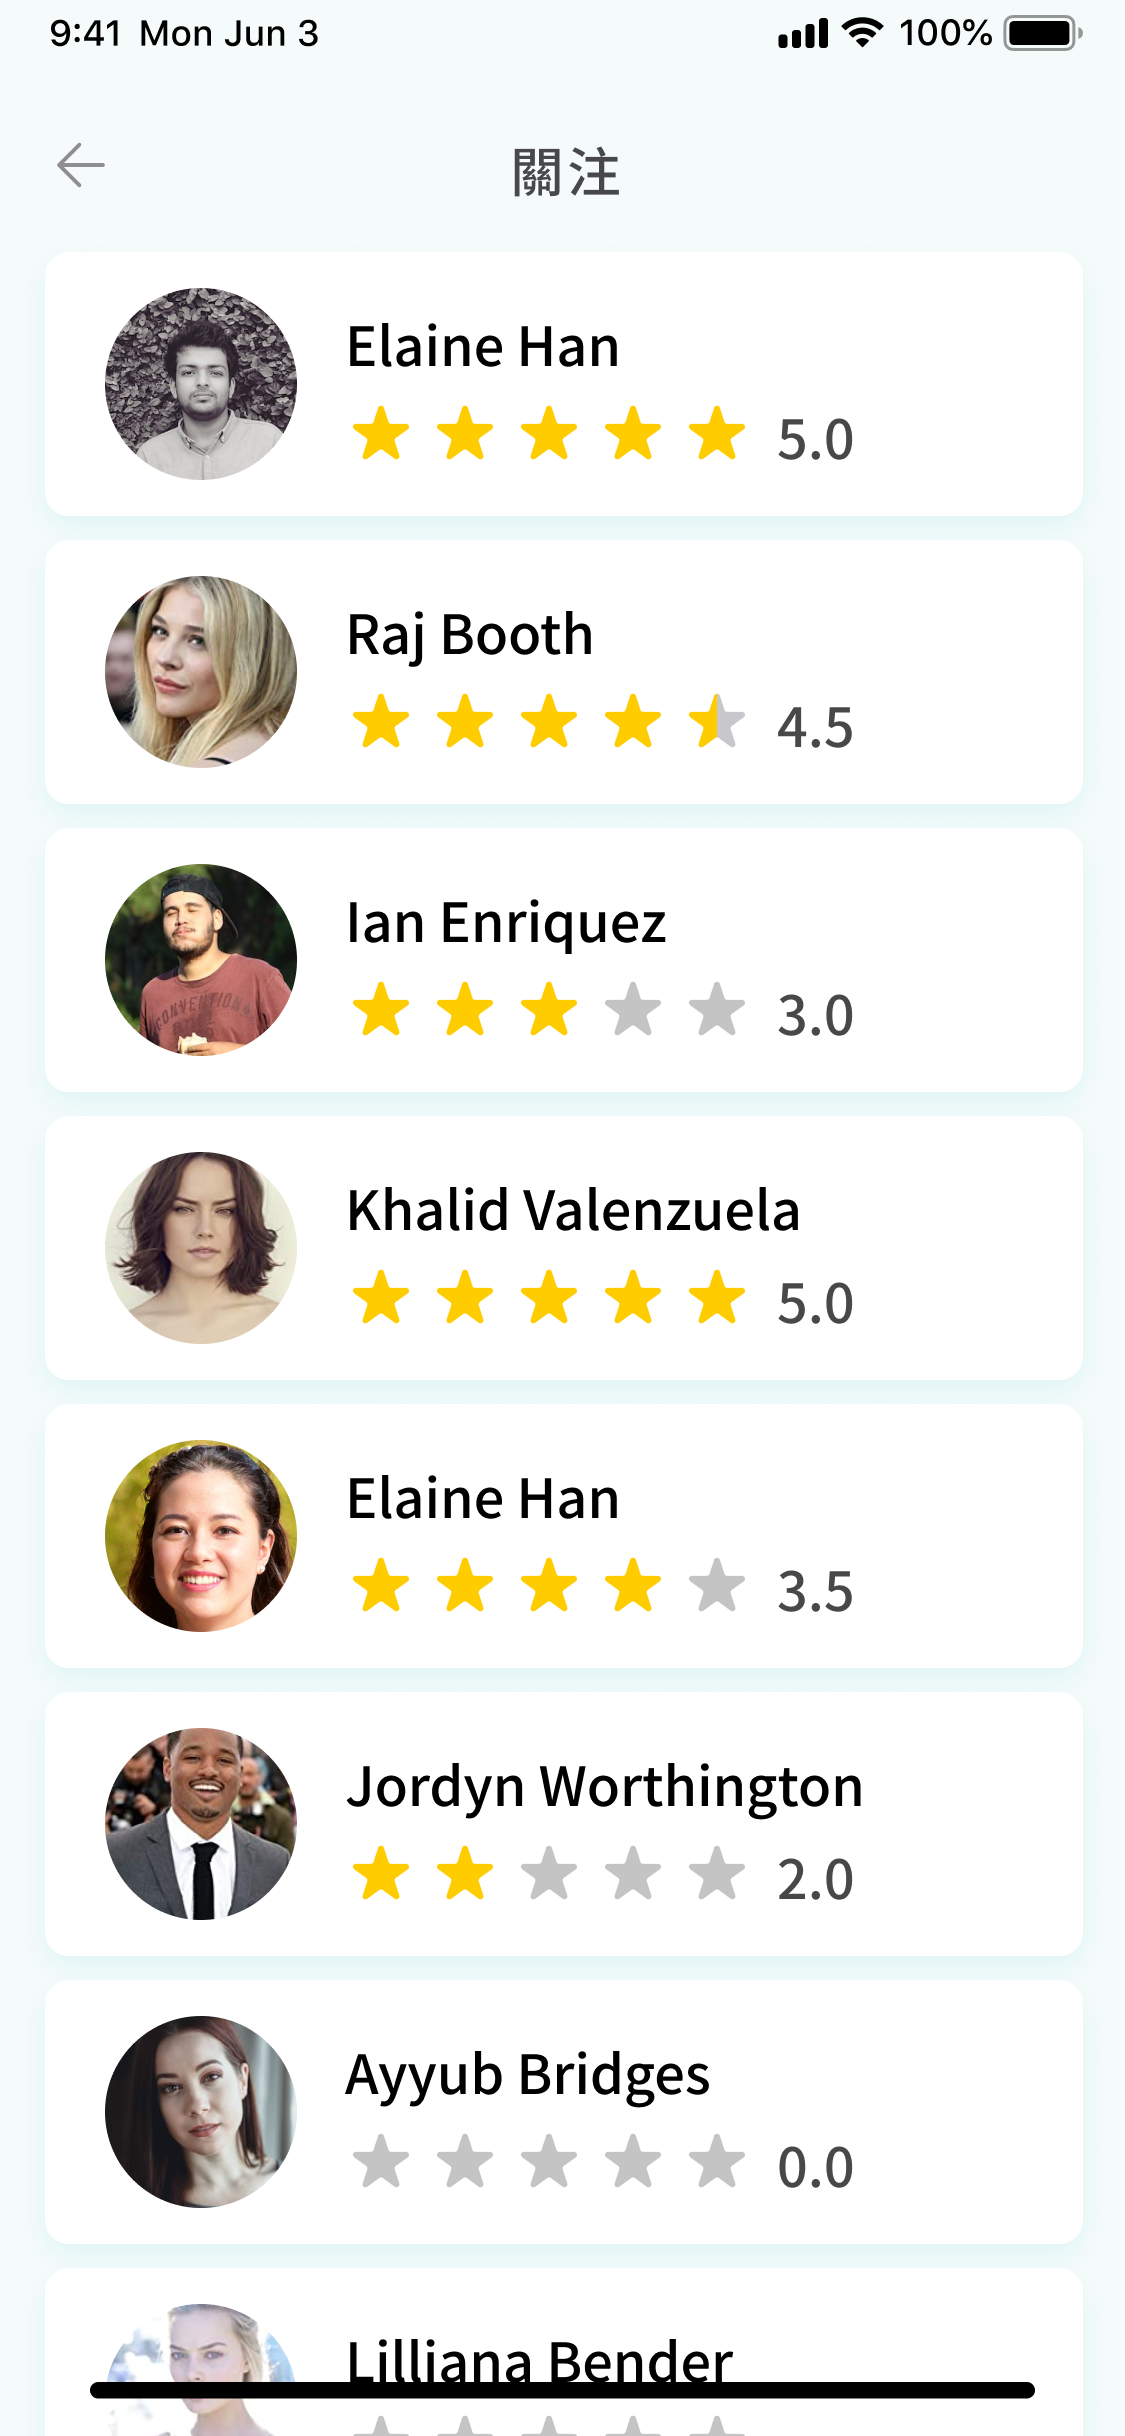 9:41 Mon Jun 3 100%
關注
Elaine Han
5.0
Raj Booth
4.5
Ian Enriquez
3.0
Khalid Valenzuela
5.0
Elaine Han
3.5
Jordyn Worthington
2.0
Ayyub Bridges
0.0
Lilliana Bender